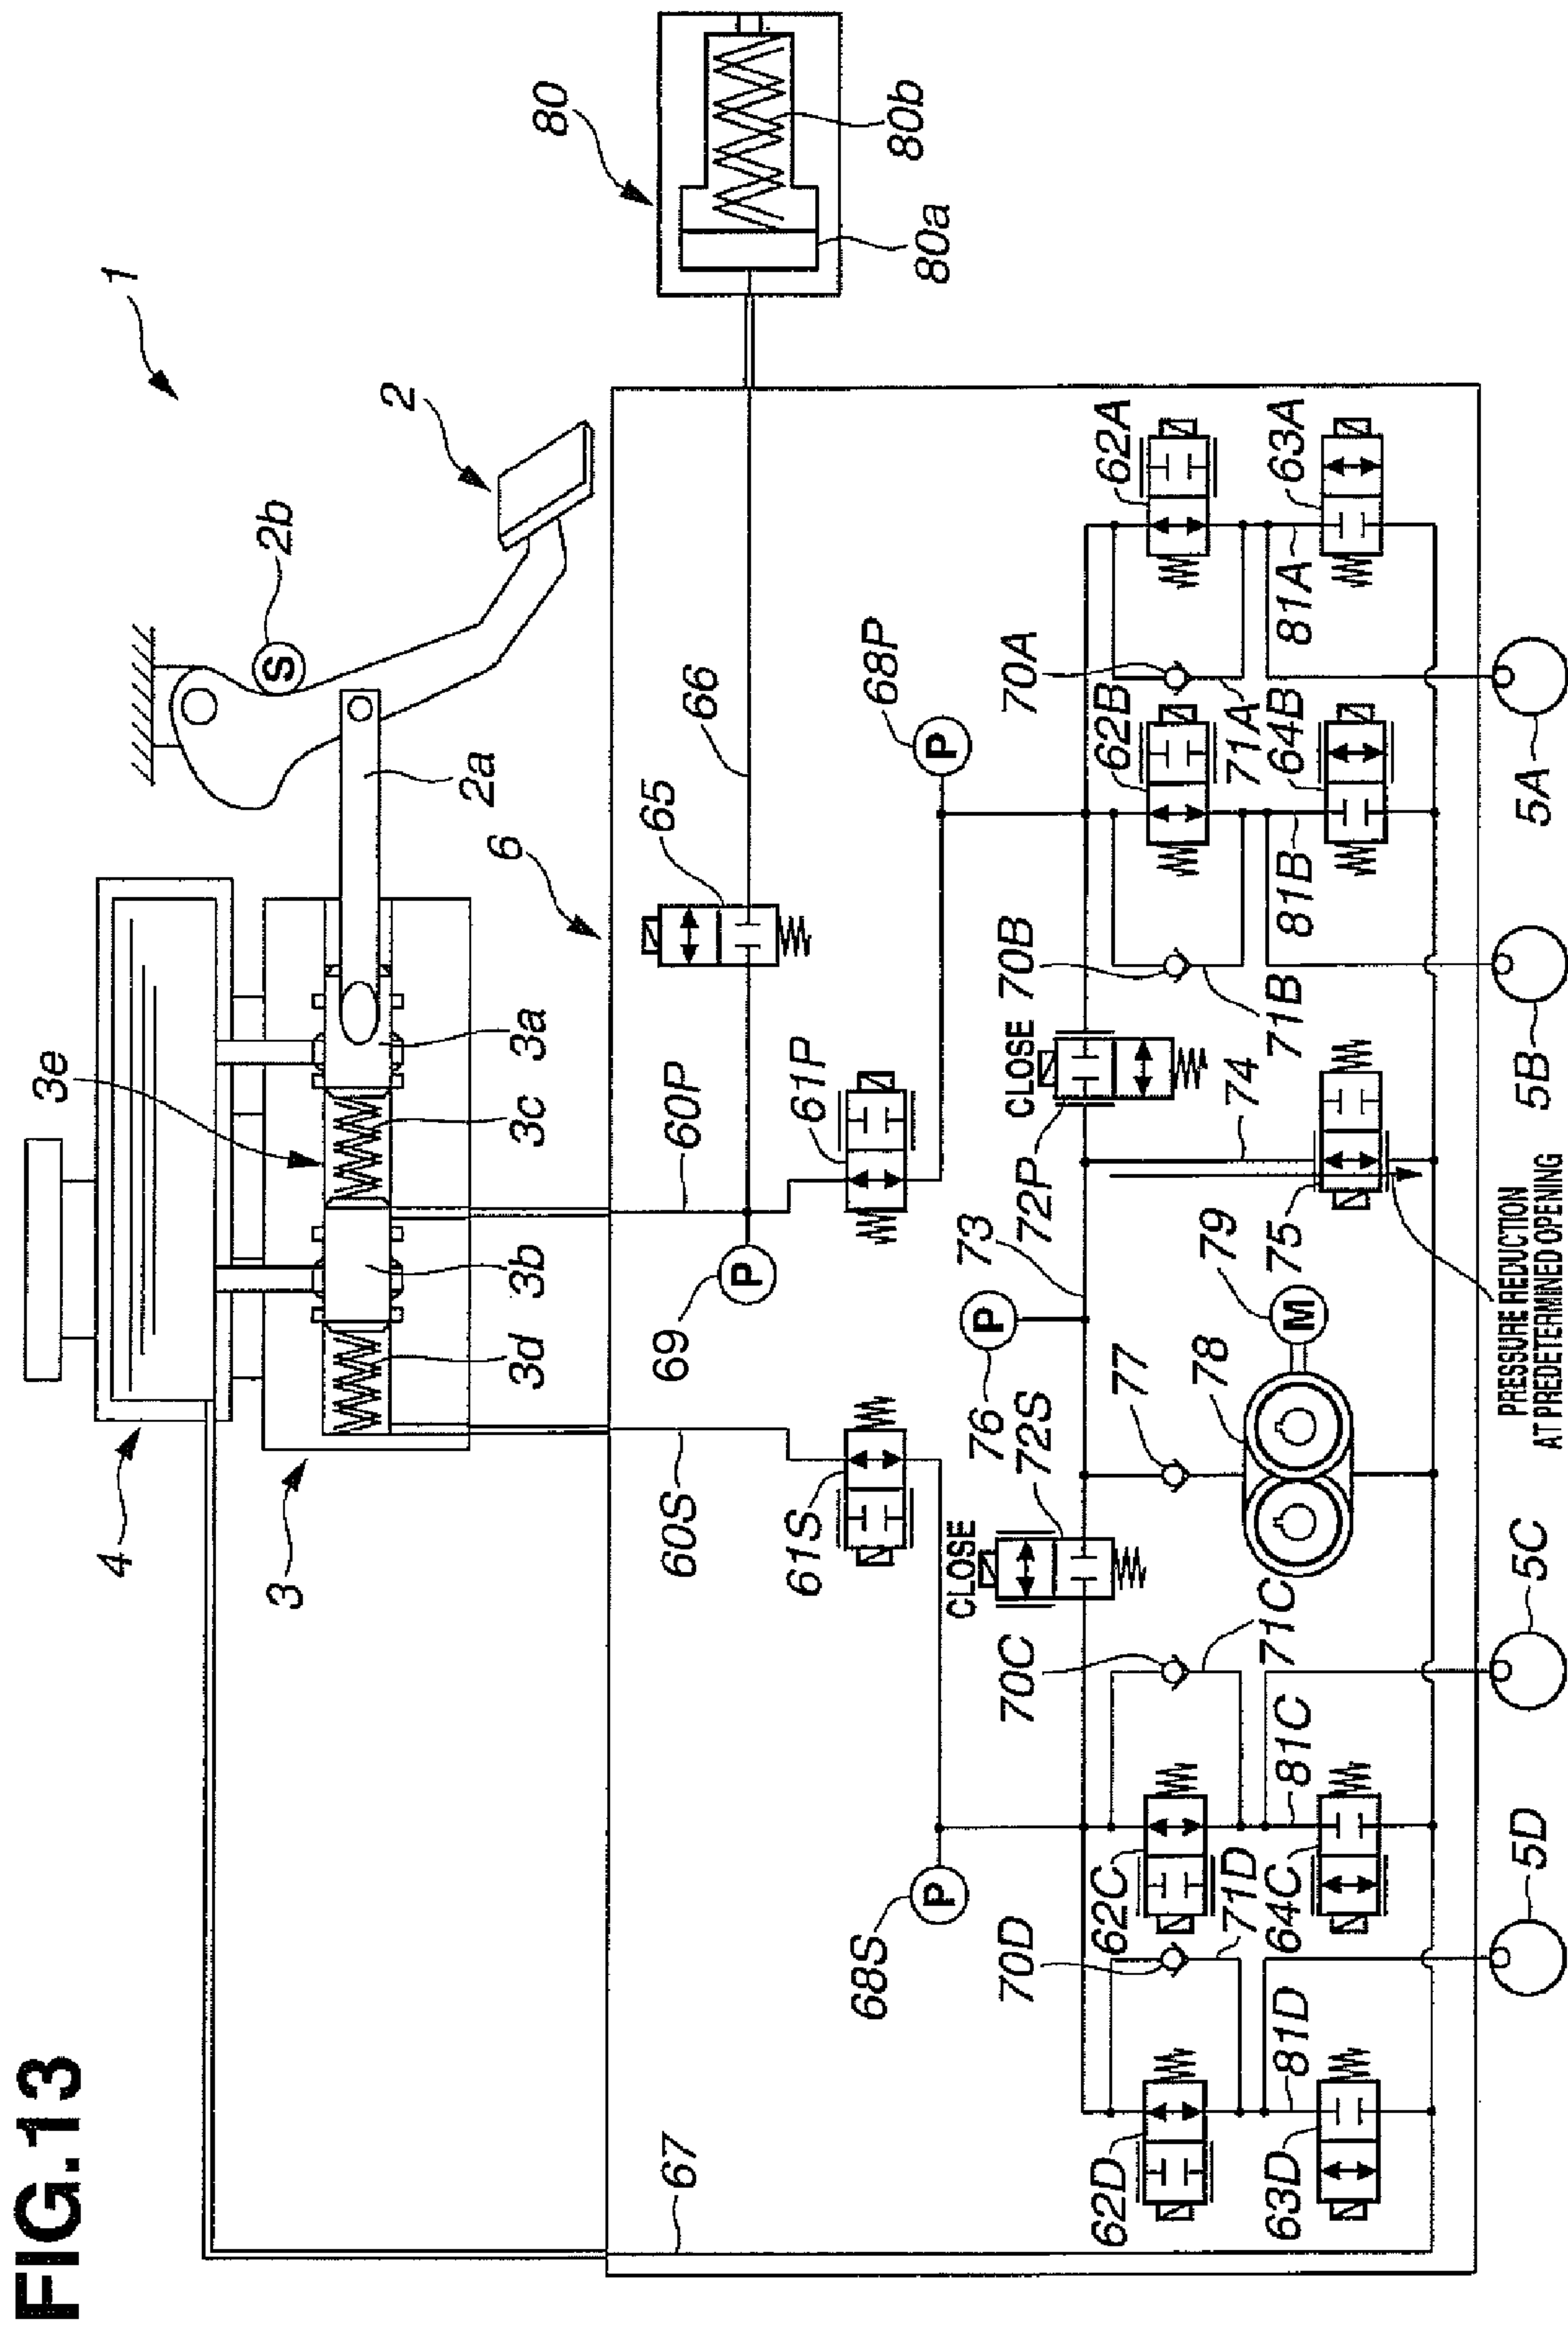 FIG.13
1
2
2b
2a
80
80b
80a
3e
3a
3c
3b
3d
4
3
6
66
65
60P
61P
69
60S
61S
68P
68S
62A
63A
81A
70A
71A
62B
64B
81B
70B
71B
5A
5B
CLOSE
72P
73
74
75
PRESSURE REDUCTION
AT PREDETERMINED OPENING
76
77
78
79
72S
CLOSE
70C
71C
62C
64C
81C
5C
70D
71D
62D
63D
81D
5D
67
S
P
P
P
P
M